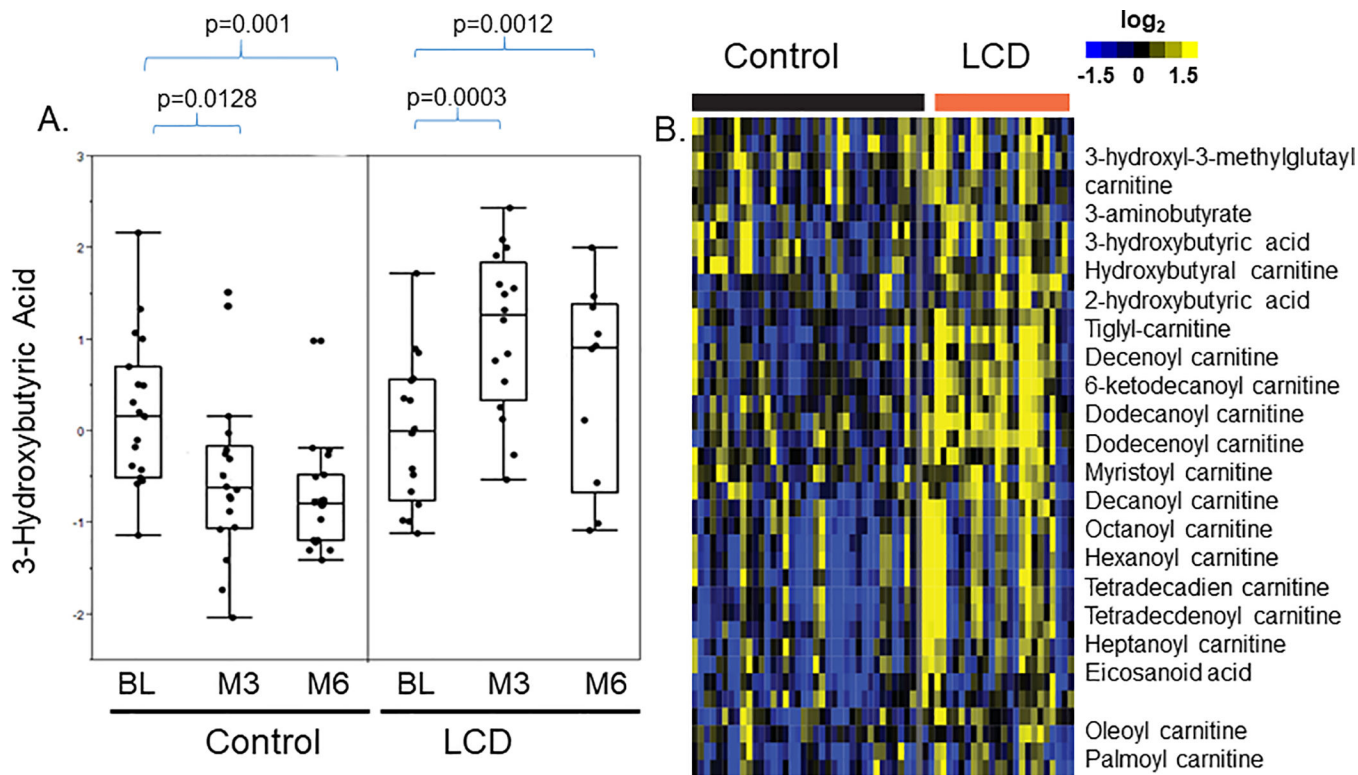 p=0.001
p=0.0128
p=0.0012
p=0.0003
A.
3-Hydroxybutyric Acid
3
2
1
0
-1
-2
BL M3 M6 BL M3 M6
Control LCD
B.
Control LCD
log2
-1.5 0 1.5
3-hydroxyl-3-methylglutayl
carnitine
3-aminobutyrate
3-hydroxybutyric acid
Hydroxybutyral carnitine
2-hydroxybutyric acid
Tiglyl-carnitine
Decenoyl carnitine
6-ketodecanoyl carnitine
Dodecanoyl carnitine
Dodecenoyl carnitine
Myristoyl carnitine
Decanoyl carnitine
Octanoyl carnitine
Hexanoyl carnitine
Tetradecadien carnitine
Tetradecdenoyl carnitine
Heptanoyl carnitine
Eicosanoid acid
Oleoyl carnitine
Palmoyl carnitine